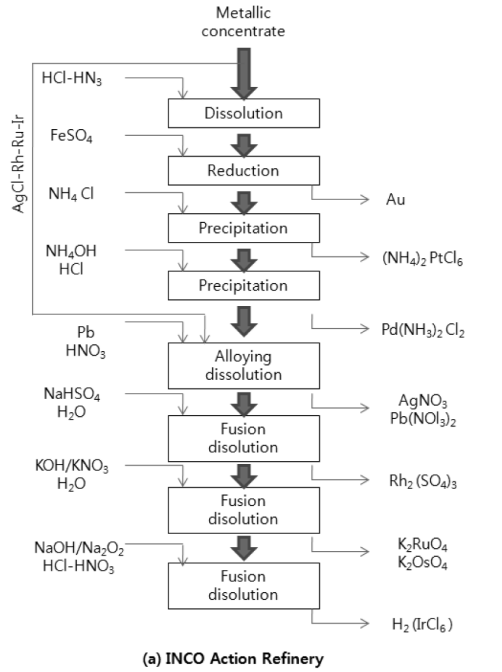 Metallic
concentrate
HCl-HN₃
Dissolution
FeSO₄
Reduction
AgCl-Rh-Ru-Ir
NH₄ Cl
Au
Precipitation
NH₄OH
HCl
(NH₄)₂ PtCl₆
Precipitation
Pb
HNO₃
Pd(NH₃)₂ Cl₂
Alloying
dissolution
NaHSO₄
H₂O
AgNO₃
Pb(NOl₃)₂
Fusion
disolution
KOH/KNO₃
H₂O
Rh₂ (SO₄)₃
Fusion
disolution
NaOH/Na₂O₂
HCl-HNO₃
K₂RuO₄
K₂OsO₄
Fusion
disolution
H₂ (IrCl₆ )
(a) INCO Action Refinery